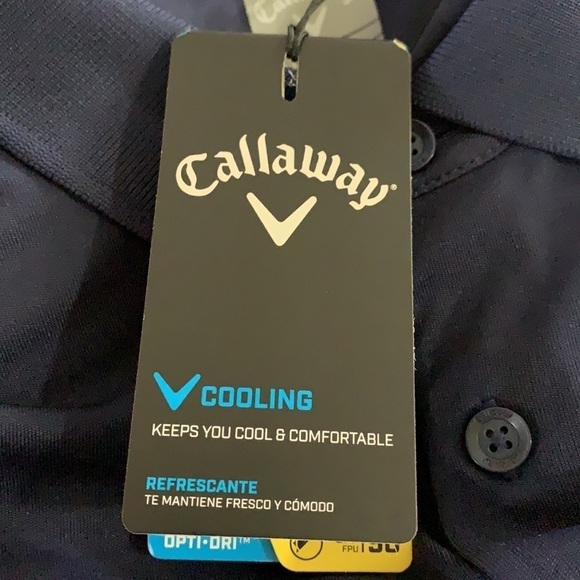 Callaway
COOLING
KEEPS YOU COOL & COMFORTABLE
REFRESCANTE
TE MANTIENE FRESCO Y CÓMODO
OPTI•DRI™
FPU